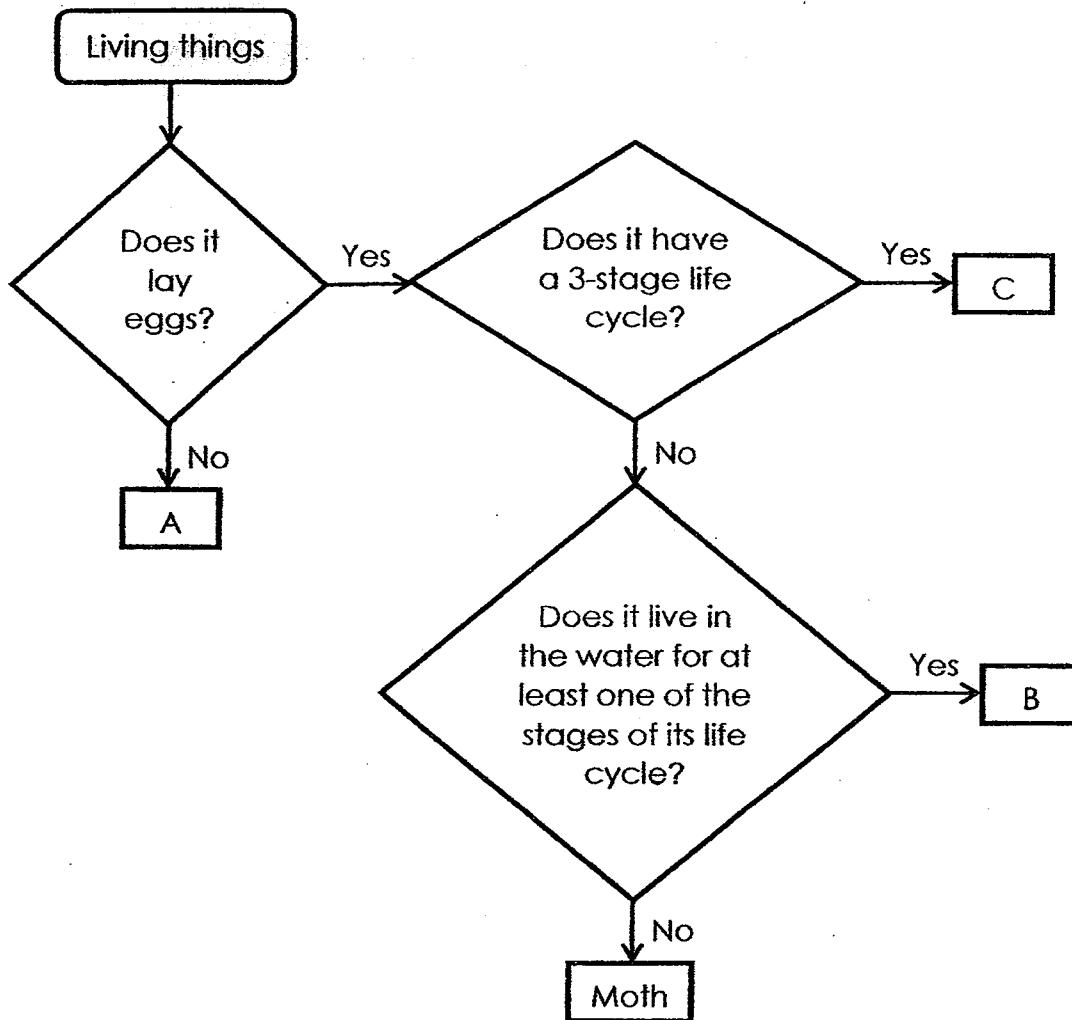 Living things
Does it
lay
eggs?
Yes
Does it have
a 3-stage life
cycle?
Yes
C
No
A
No
Does it live in
the water for at
least one of the
stages of its life
cycle?
Yes
B
No
Moth